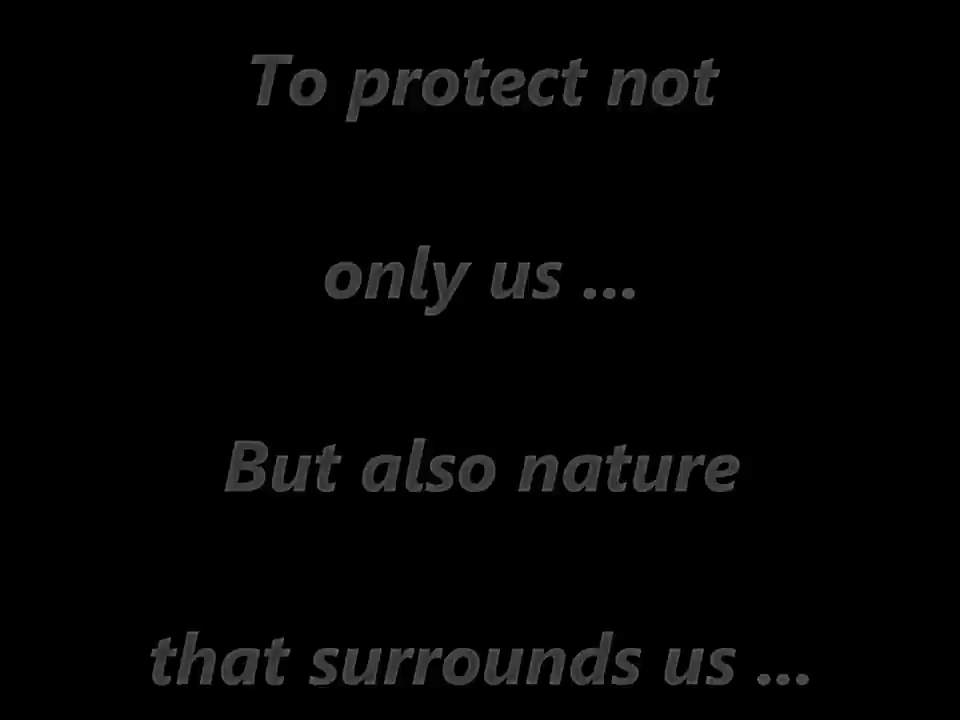 To protect not
only us ...
But also nature
that surrounds us ...